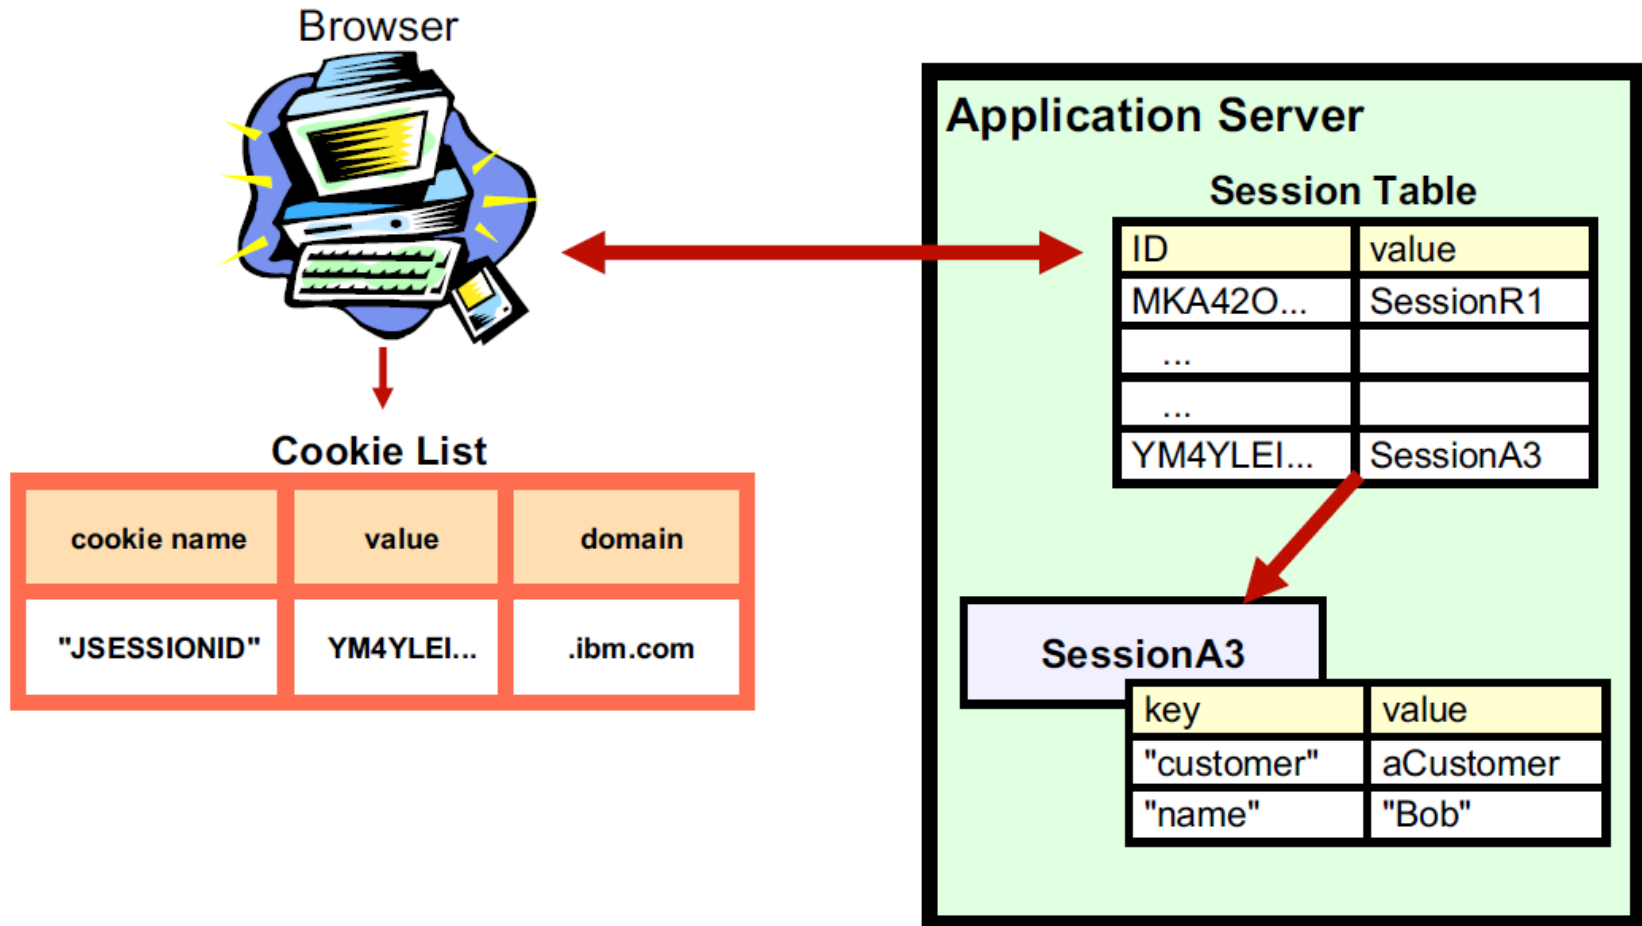 Browser
Application Server
Session Table
ID value
MKA42O... SessionR1
...
...
YM4YLEI... SessionA3
Cookie List
cookie name value domain
"JSESSIONID" YM4YLEI... .ibm.com
SessionA3
key value
"customer" aCustomer
"name" "Bob"